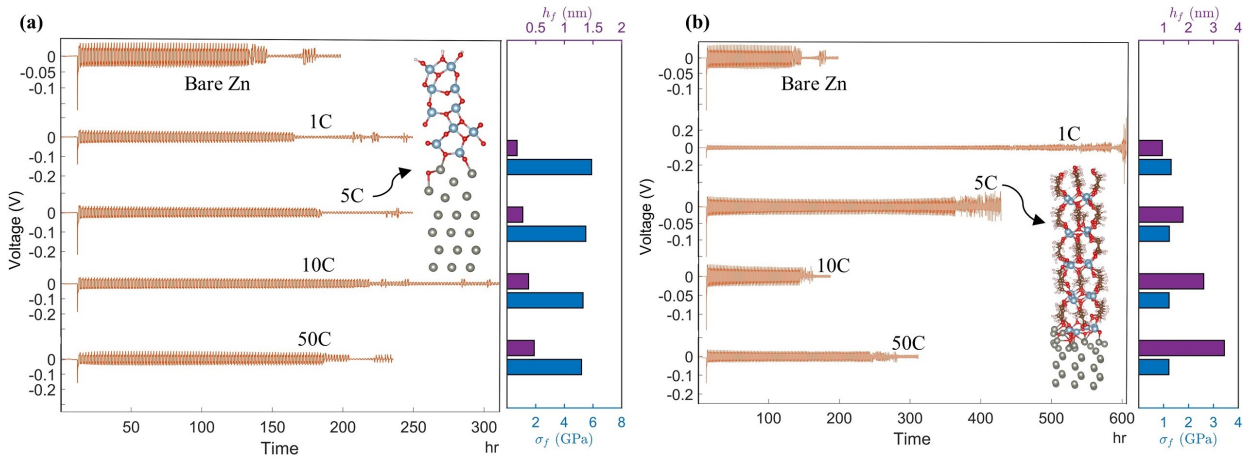 (a)
h_f (nm)
0.5 1 1.5 2
0
-0.05
-0.1
Bare Zn
0
-0.1
-0.2
1C
0
-0.1
-0.2
5C
0
-0.1
-0.2
10C
0
-0.1
-0.2
50C
Voltage (V)
50 100 150 200 250 300
Time
hr
2 4 6 8
σ_f (GPa)
(b)
h_f (nm)
1 2 3 4
0
-0.05
-0.1
Bare Zn
0.2
0
-0.2
1C
0
-0.05
-0.1
5C
0
-0.05
-0.1
10C
0
-0.1
-0.2
50C
Voltage (V)
100 200 300 400 500 600
Time
hr
1 2 3 4
σ_f (GPa)